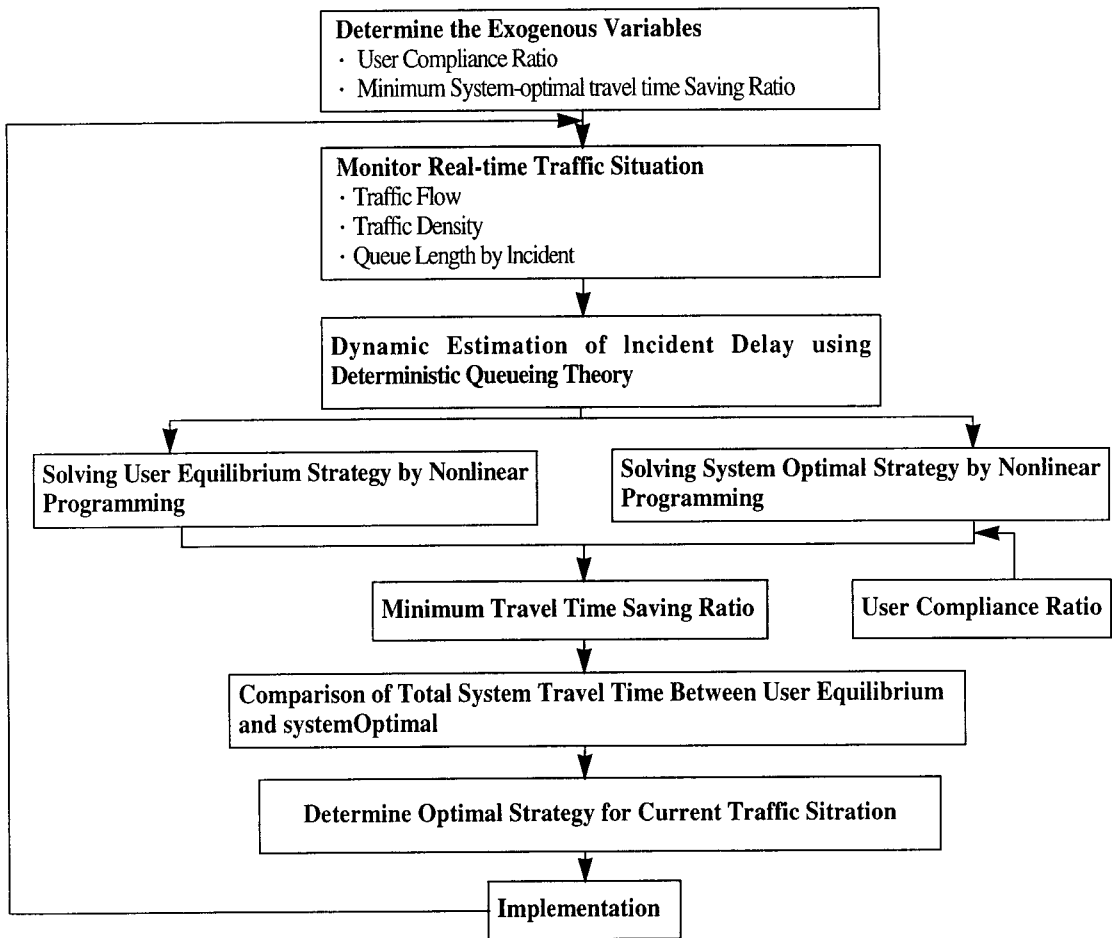 Determine the Exogenous Variables
· User Compliance Ratio
· Minimum System-optimal travel time Saving Ratio
Monitor Real-time Traffic Situation
· Traffic Flow
· Traffic Density
· Queue Length by Incident
Dynamic Estimation of Incident Delay using
Deterministic Queueing Theory
Solving User Equilibrium Strategy by Nonlinear
Programming
Solving System Optimal Strategy by Nonlinear
Programming
Minimum Travel Time Saving Ratio
User Compliance Ratio
Comparison of Total System Travel Time Between User Equilibrium
and systemOptimal
Determine Optimal Strategy for Current Traffic Sitration
Implementation